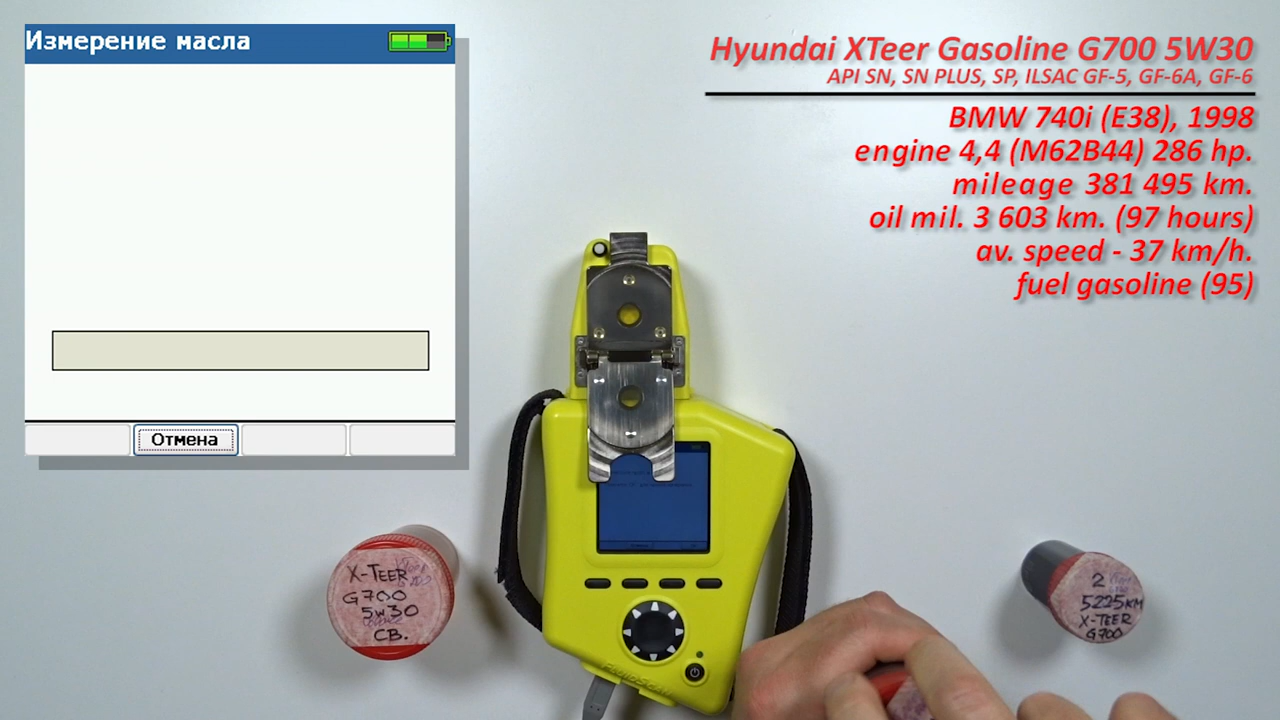 Измерение масла
Отмена
Hyundai XTeer Gasoline G700 5W30
API SN, SN PLUS, SP, ILSAC GF-5, GF-6A, GF-6
BMW 740i (E38), 1998
engine 4,4 (M62B44) 286 hp.
mileage 381 495 km.
oil mil. 3 603 km. (97 hours)
av. speed - 37 km/h.
fuel gasoline (95)
X-TEER
G700
5W30
СВ.
FLUIDSCAN
2
5225КМ
X-TEER
G700